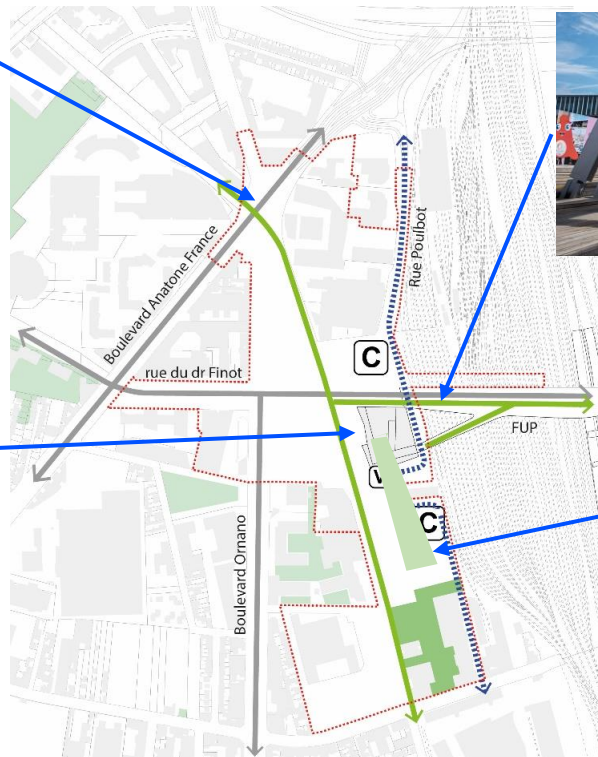 Boulevard Anatone France
Rue Poulbot
C
rue du dr Finot
FUP
C
Boulevard Ornano